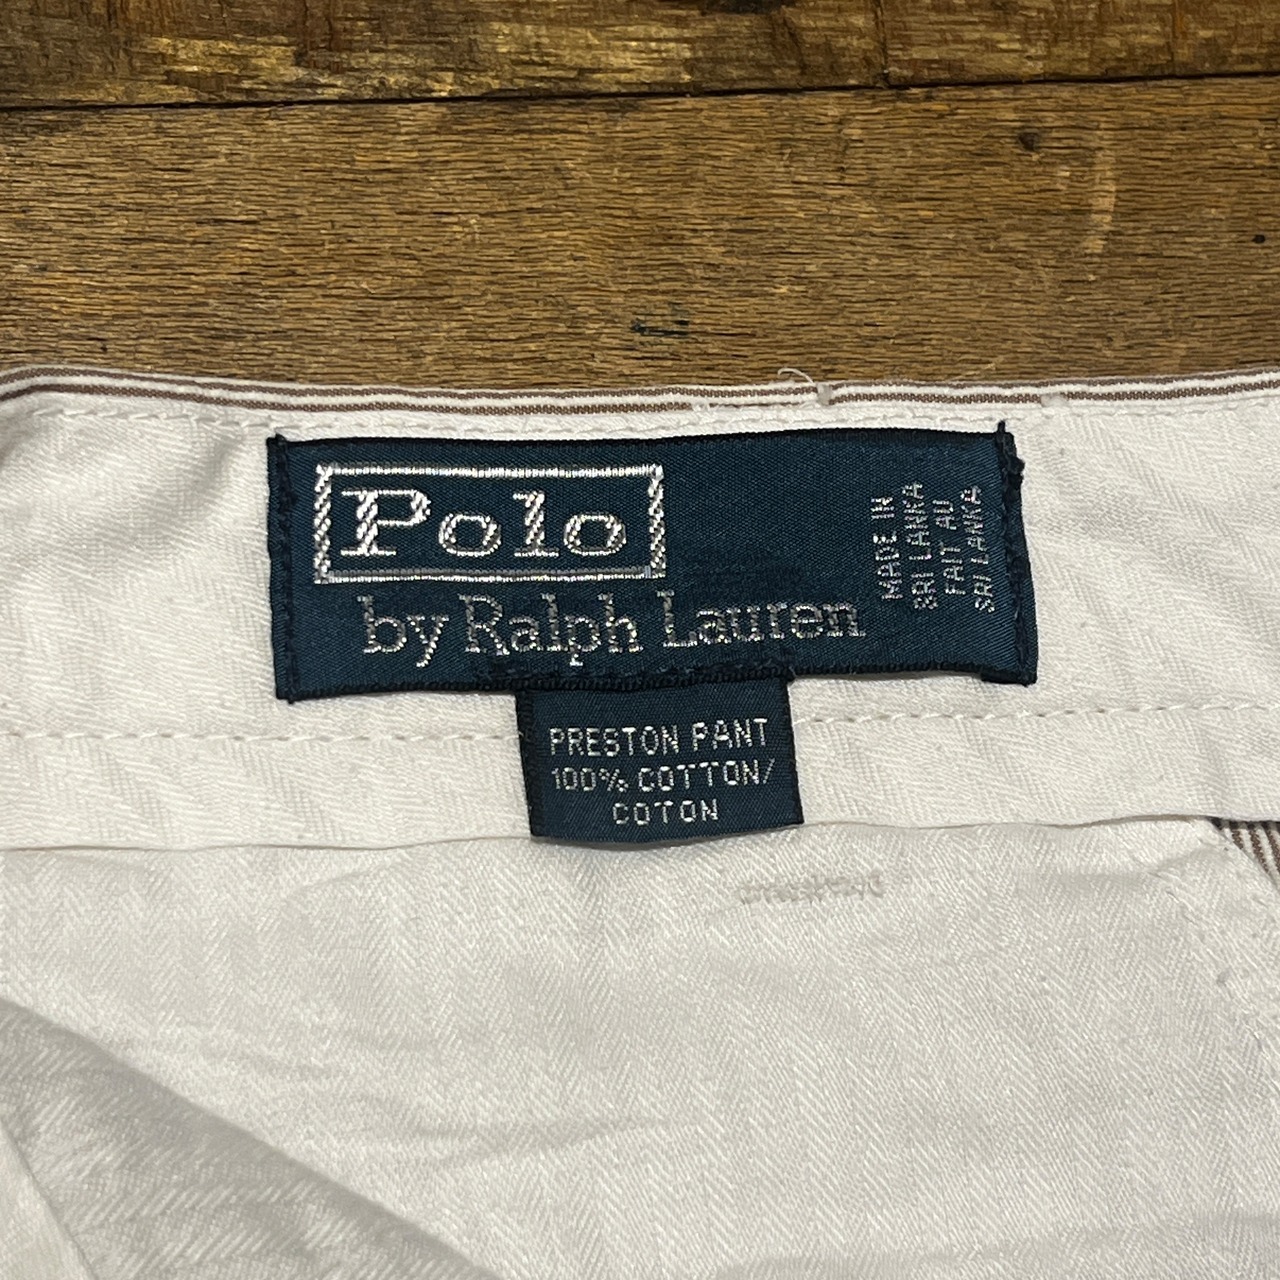 Polo
by Ralph Lauren
MADE IN
SRI LANKA
FAIT AU
SRI LANKA
PRESTON PANT
100% COTTON/
COTON